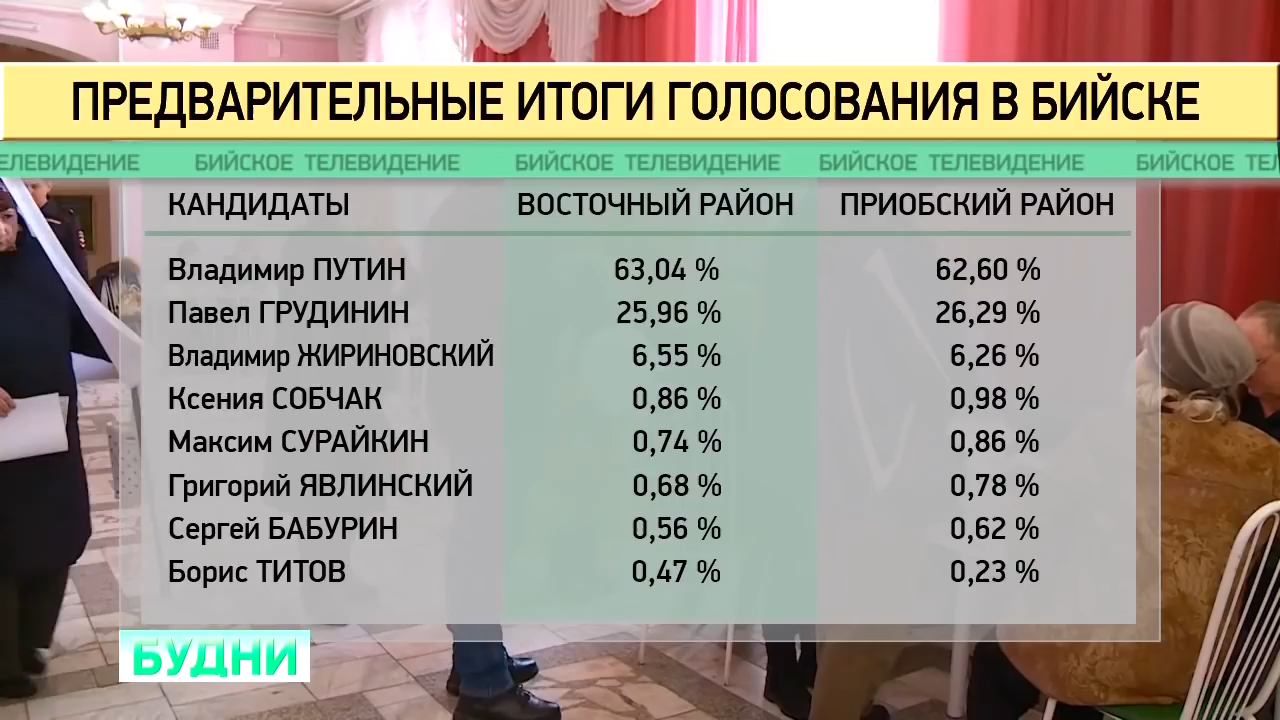 ПРЕДВАРИТЕЛЬНЫЕ ИТОГИ ГОЛОСОВАНИЯ В БИЙСКЕ
ЕЛЕВИДЕНИЕ БИЙСКОЕ ТЕЛЕВИДЕНИЕ БИЙСКОЕ ТЕЛЕВИДЕНИЕ БИЙСКОЕ ТЕЛЕВИДЕНИЕ БИЙСКОЕ ТЕЛ
КАНДИДАТЫ ВОСТОЧНЫЙ РАЙОН ПРИОБСКИЙ РАЙОН
Владимир ПУТИН 63,04 % 62,60 %
Павел ГРУДИНИН 25,96 % 26,29 %
Владимир ЖИРИНОВСКИЙ 6,55 % 6,26 %
Ксения СОБЧАК 0,86 % 0,98 %
Максим СУРАЙКИН 0,74 % 0,86 %
Григорий ЯВЛИНСКИЙ 0,68 % 0,78 %
Сергей БАБУРИН 0,56 % 0,62 %
Борис ТИТОВ 0,47 % 0,23 %
БУДНИ